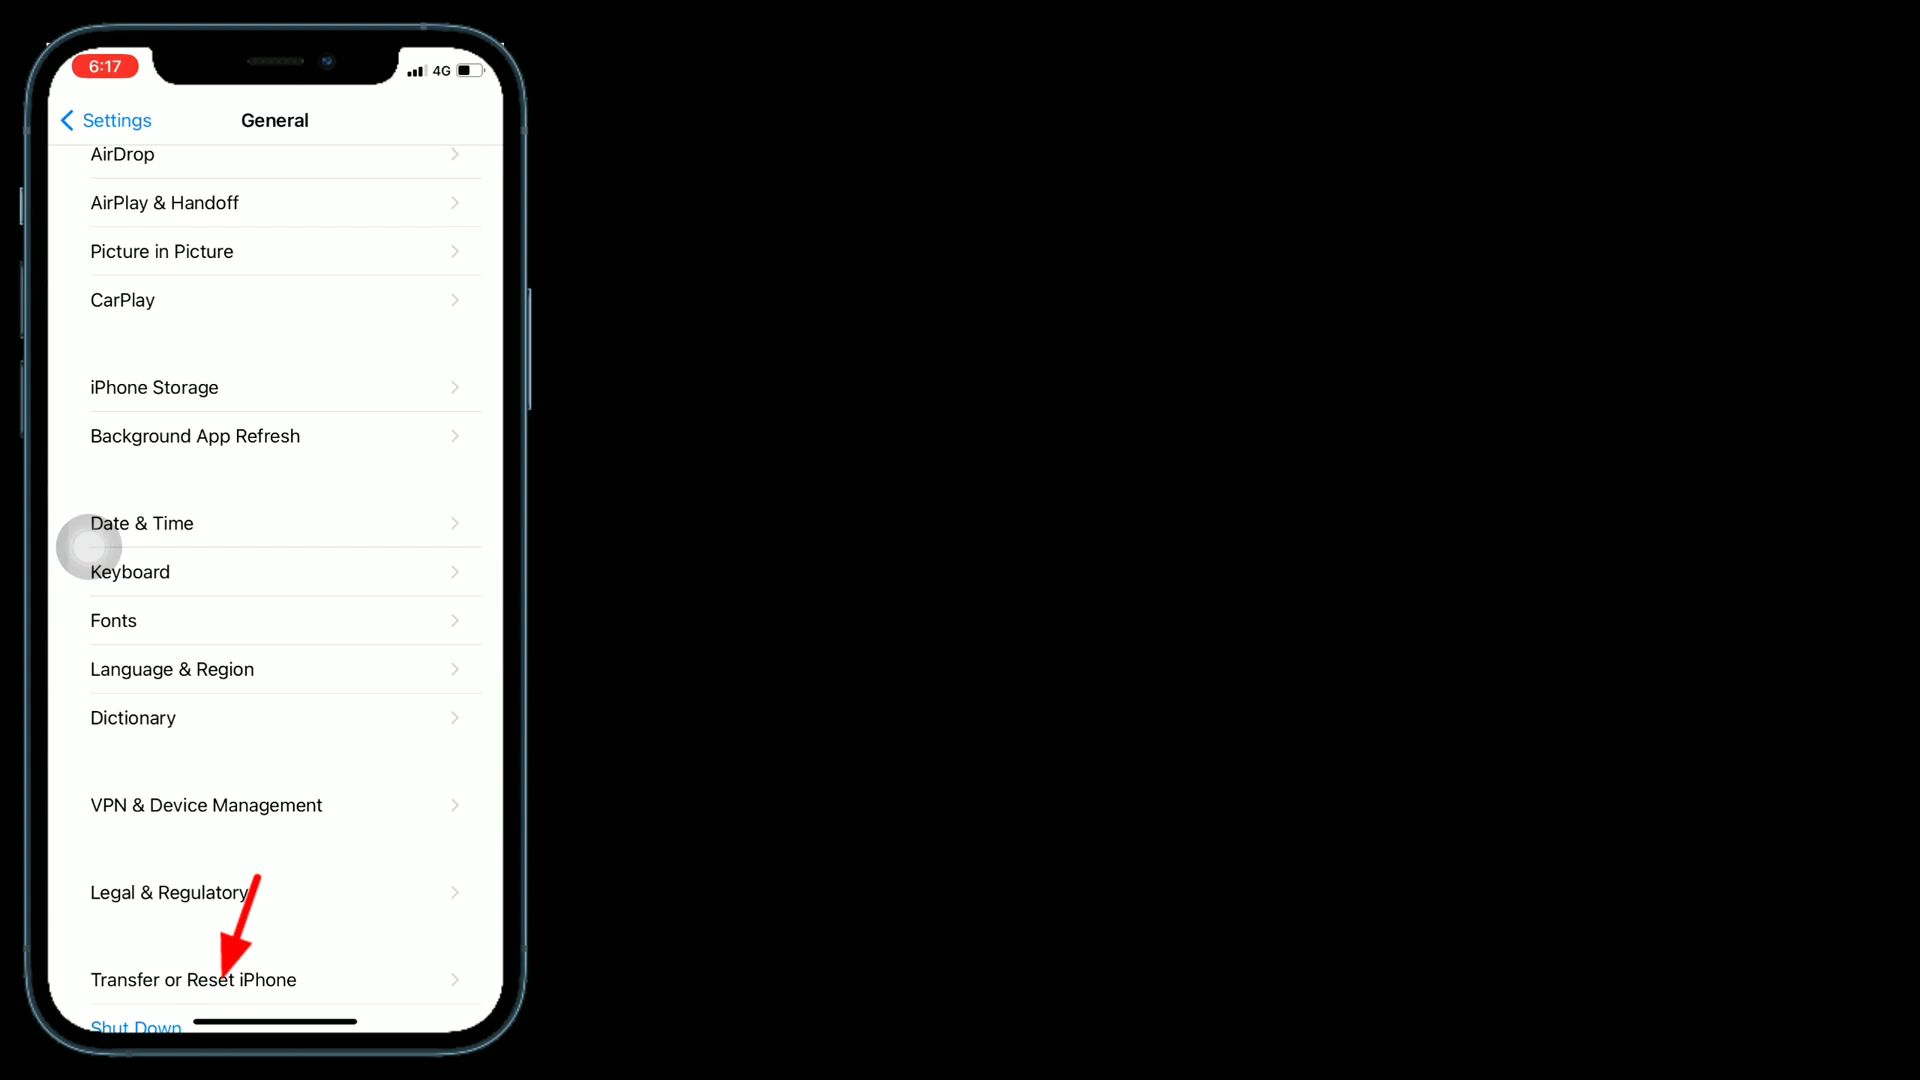 6:17
4G
Settings
General
AirDrop
AirPlay & Handoff
Picture in Picture
CarPlay
iPhone Storage
Background App Refresh
Date & Time
Keyboard
Fonts
Language & Region
Dictionary
VPN & Device Management
Legal & Regulatory
Transfer or Reset iPhone
Shut Down